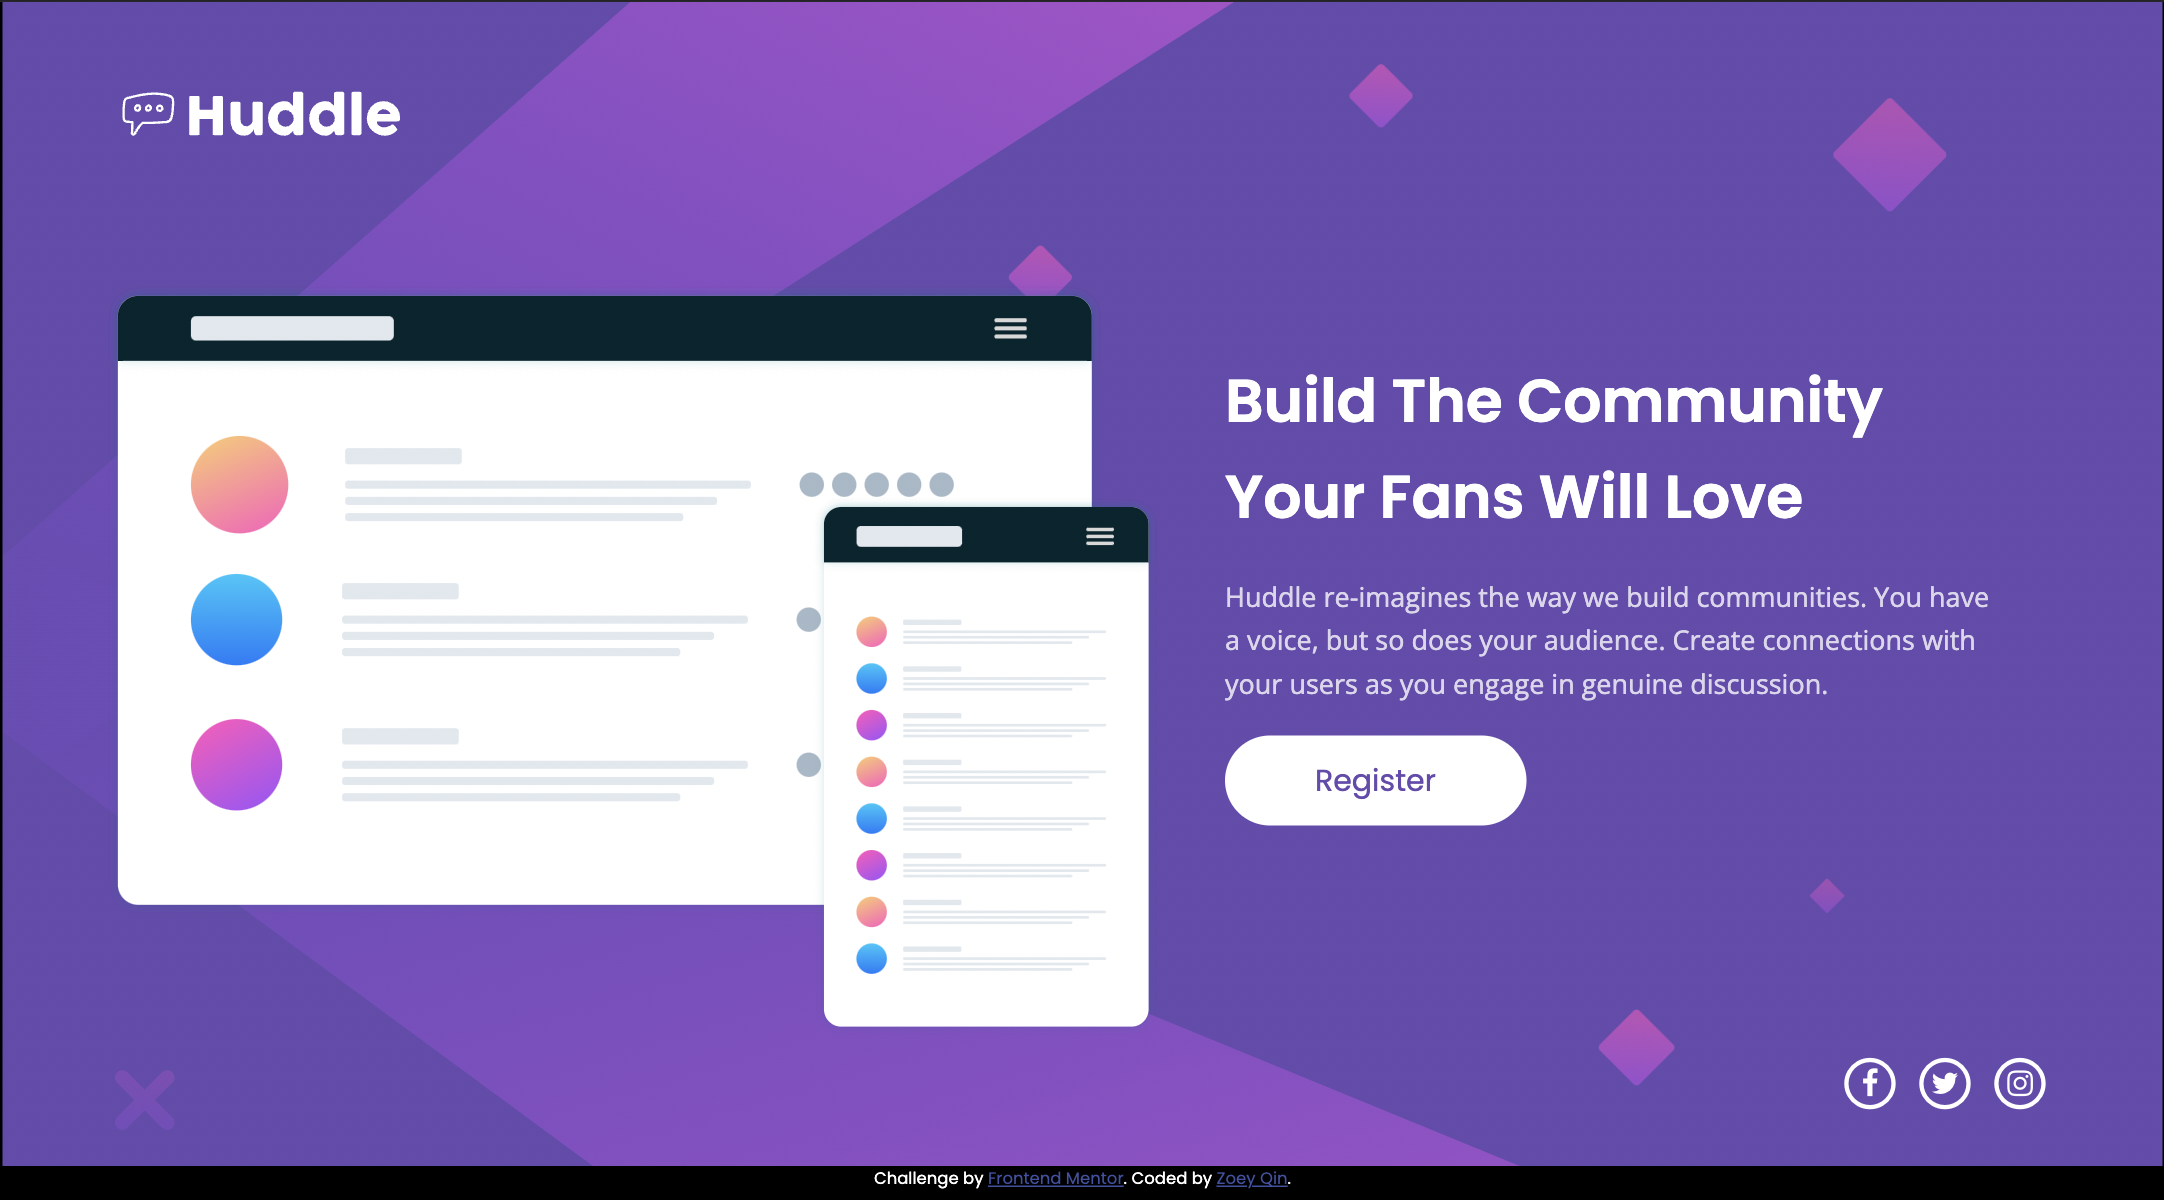 Huddle
Build The Community
Your Fans Will Love
Huddle re-imagines the way we build communities. You have
a voice, but so does your audience. Create connections with
your users as you engage in genuine discussion.
Register
Challenge by Frontend Mentor. Coded by Zoey Qin.